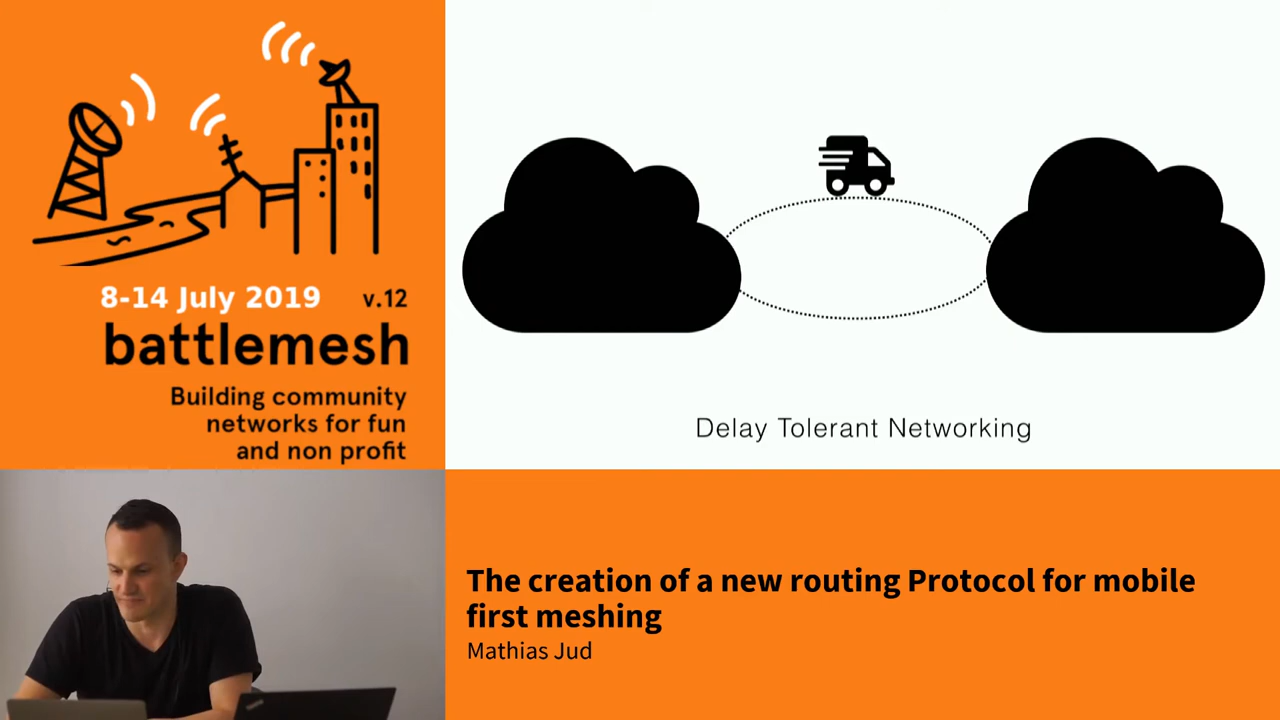 8-14 July 2019 v.12
battlemesh
Building community
networks for fun
and non profit
Delay Tolerant Networking
The creation of a new routing Protocol for mobile
first meshing
Mathias Jud